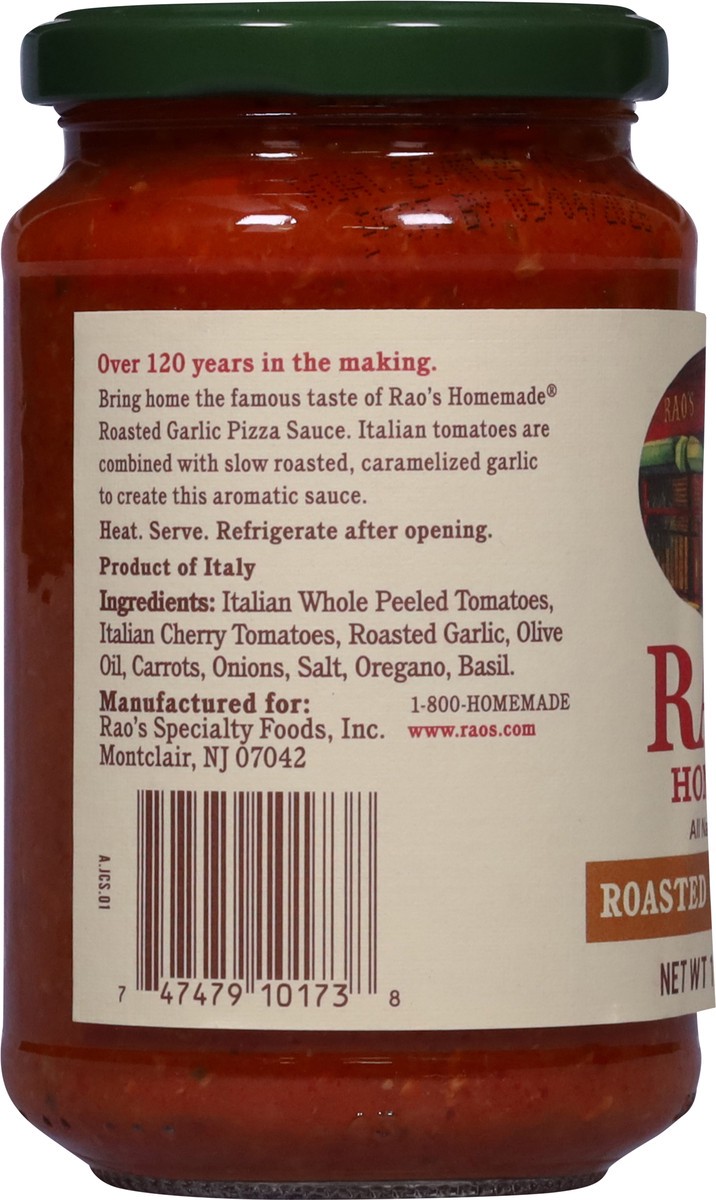 Over 120 years in the making.
Bring home the famous taste of Rao's Homemade®
Roasted Garlic Pizza Sauce. Italian tomatoes are
combined with slow roasted, caramelized garlic
to create this aromatic sauce.
Heat. Serve. Refrigerate after opening.
Product of Italy
Ingredients: Italian Whole Peeled Tomatoes,
Italian Cherry Tomatoes, Roasted Garlic, Olive
Oil, Carrots, Onions, Salt, Oregano, Basil.
Manufactured for: 1-800-HOMEMADE
Rao's Specialty Foods, Inc. www.raos.com
Montclair, NJ 07042
A.JCS.01
7 47479 10173 8
RAO'S
ROASTED
NET WT